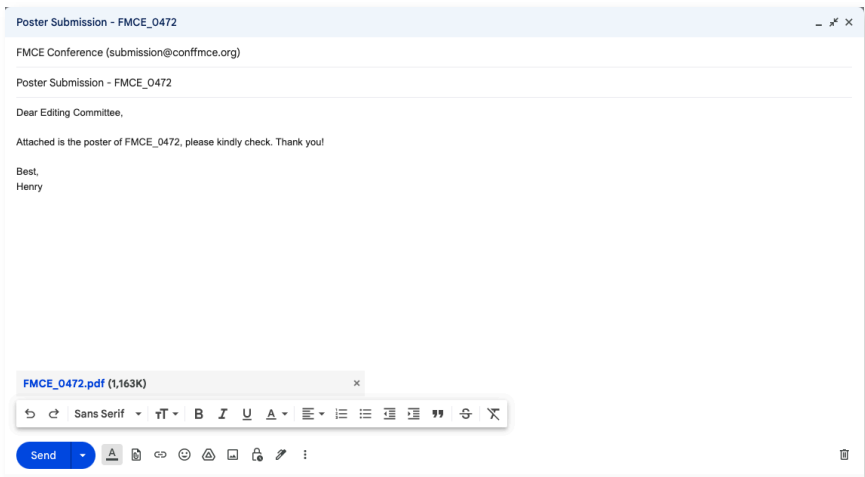 Poster Submission - FMCE_0472
FMCE Conference (submission@conffmce.org)
Poster Submission - FMCE_0472
Dear Editing Committee,
Attached is the poster of FMCE_0472, please kindly check. Thank you!
Best,
Henry
FMCE_0472.pdf (1,163K)
Sans Serif
Send